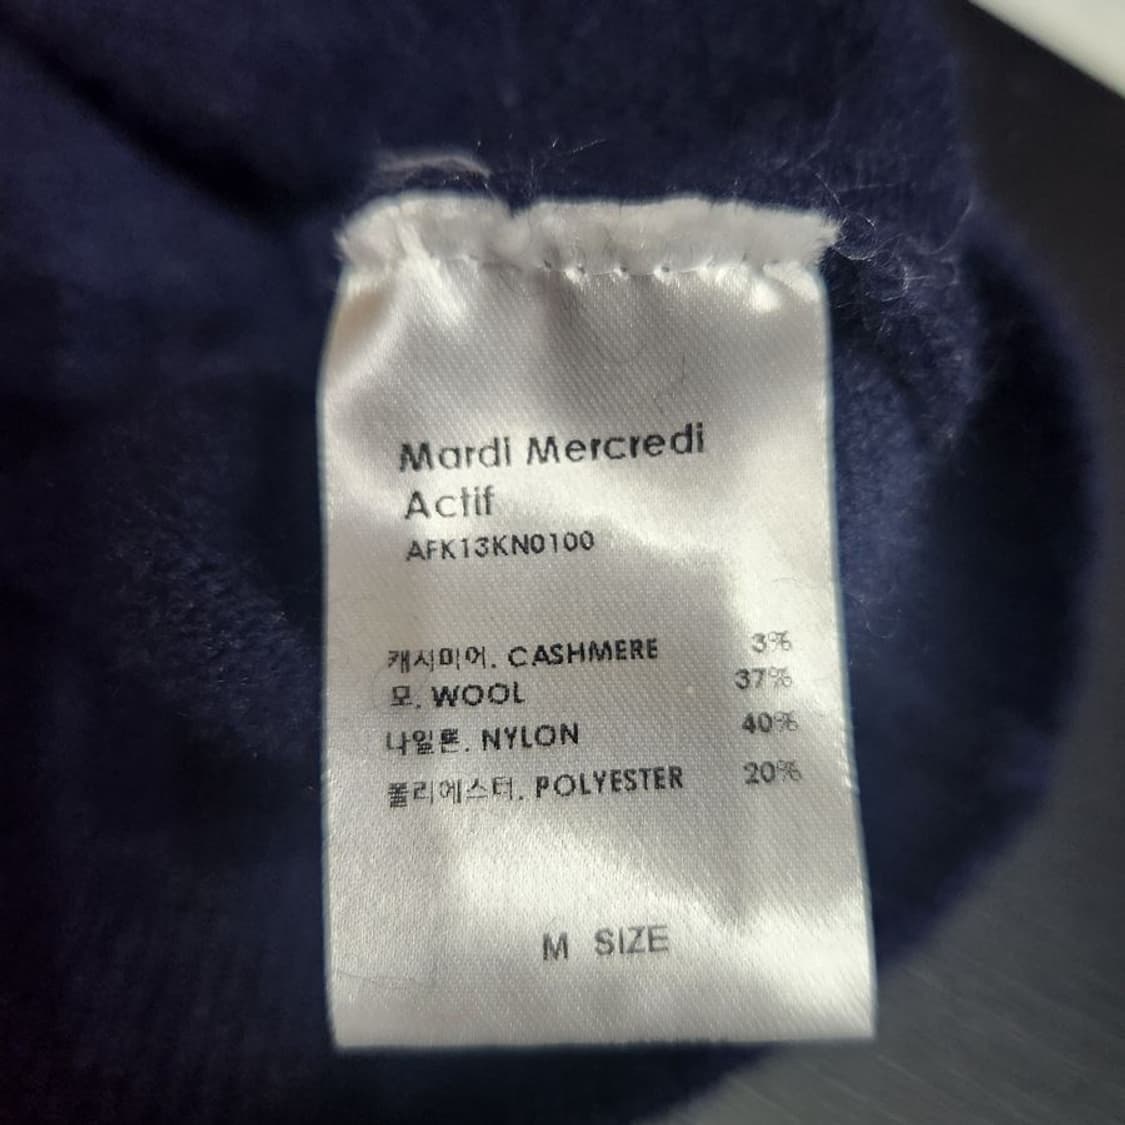 Mardi Mercredi
Actif
AFK13KN0100
캐시미어. CASHMERE 3%
모. WOOL 37%
나일론. NYLON 40%
폴리에스터. POLYESTER 20%
M SIZE